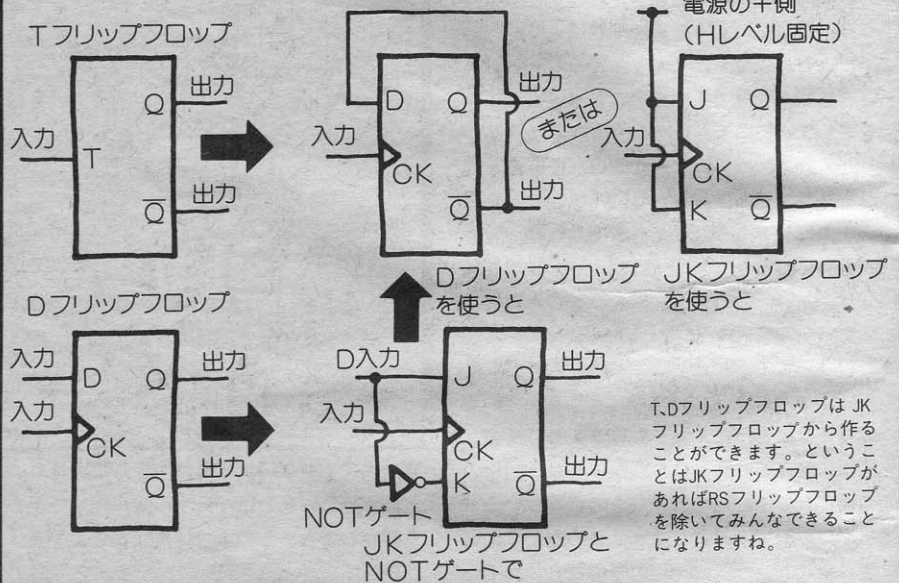 Tフリップフロップ
入力
T
Q
出力
Q̅
出力
入力
D
Q
出力
CK
Q̅
出力
または
Dフリップフロップ
を使うと
電源の+側
(Hレベル固定)
入力
J
Q
CK
K
Q̅
JKフリップフロップ
を使うと
Dフリップフロップ
入力
入力
D
Q
出力
CK
Q̅
出力
D入力
入力
J
Q
出力
CK
K
Q̅
出力
NOTゲート
JKフリップフロップと
NOTゲートで
T、Dフリップフロップは JK
フリップフロップから作る
ことができます。というこ
とはJKフリップフロップが
あればRSフリップフロップ
を除いてみんなできること
になりますね。